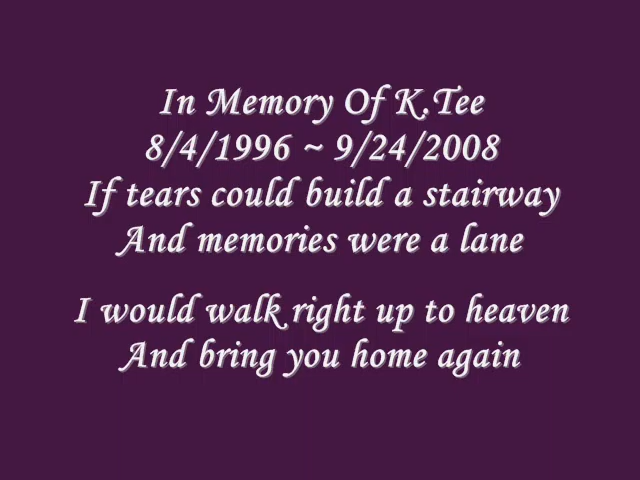 In Memory Of K.Tee
8/4/1996 ~ 9/24/2008
If tears could build a stairway
And memories were a lane
I would walk right up to heaven
And bring you home again